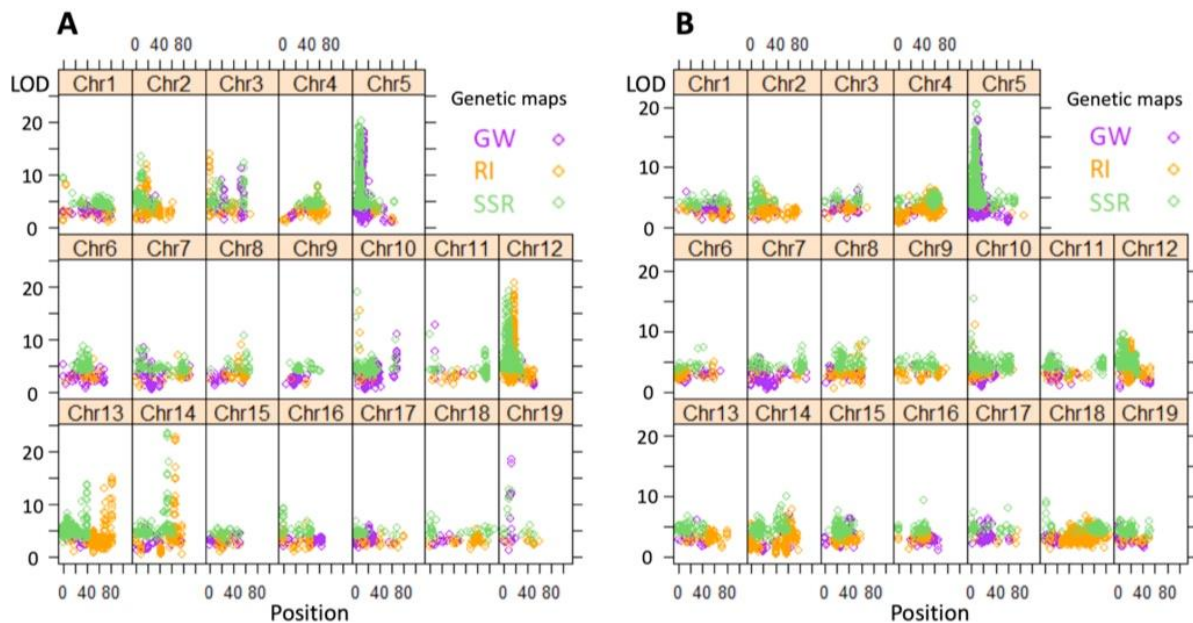 A
0 40 80 0 40 80
LOD Chr1 Chr2 Chr3 Chr4 Chr5
Genetic maps
GW
RI
SSR
20
10
0
Chr6 Chr7 Chr8 Chr9 Chr10 Chr11 Chr12
20
10
0
Chr13 Chr14 Chr15 Chr16 Chr17 Chr18 Chr19
20
10
0
0 40 80 0 40 80 0 40 80 0 40 80
Position
B
0 40 80 0 40 80
LOD Chr1 Chr2 Chr3 Chr4 Chr5
Genetic maps
GW
RI
SSR
20
10
0
Chr6 Chr7 Chr8 Chr9 Chr10 Chr11 Chr12
20
10
0
Chr13 Chr14 Chr15 Chr16 Chr17 Chr18 Chr19
20
10
0
0 40 80 0 40 80 0 40 80 0 40 80
Position